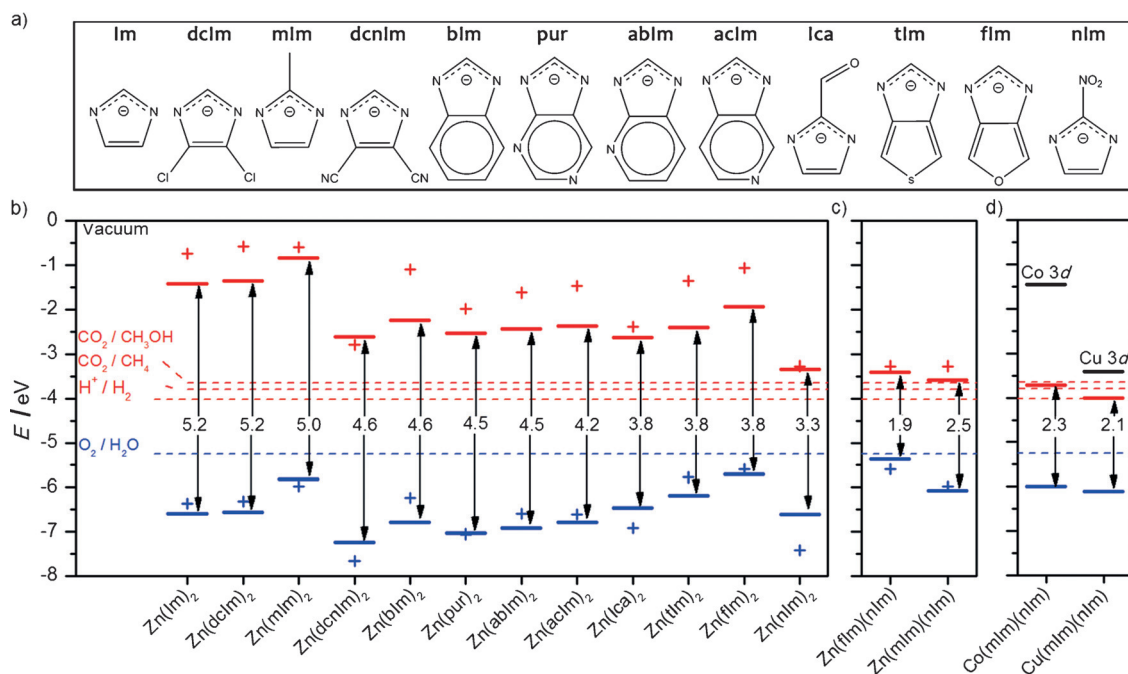 a)
Im dcIm mIm dcnIm bIm pur abIm acIm Ica tIm fIm nIm
N N N N N N N N N N N N N N N N O N N N N NO₂
Cl Cl NC CN N N N N N N S O N N
b) c) d)
0
Vacuum
-1
Co 3d
-2
-3
CO₂ / CH₃OH
Cu 3d
CO₂ / CH₄
H⁺ / H₂
-4
E / eV
5.2 5.2 5.0 4.6 4.6 4.5 4.5 4.2 3.8 3.8 3.8 3.3 1.9 2.5 2.3 2.1
-5
O₂ / H₂O
-6
-7
-8
Zn(Im)₂ Zn(dcIm)₂ Zn(mIm)₂ Zn(dcnIm)₂ Zn(bIm)₂ Zn(pur)₂ Zn(abIm)₂ Zn(acIm)₂ Zn(Ica)₂ Zn(tIm)₂ Zn(fIm)₂ Zn(nIm)₂ Zn(fIm)(nIm) Zn(mIm)(nIm) Co(mIm)(nIm) Cu(mIm)(nIm)